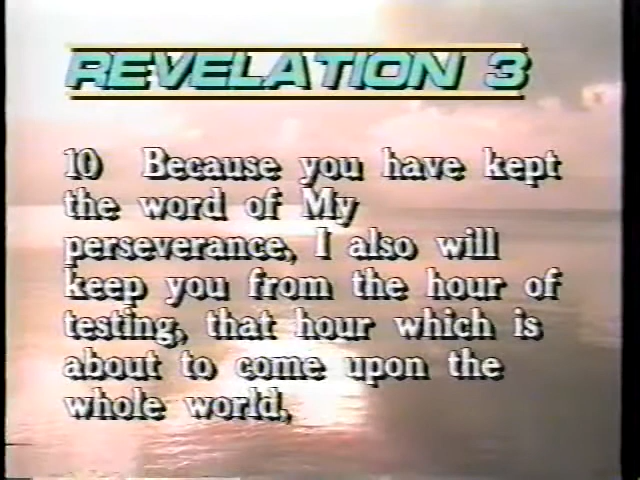 REVELATION 3
10 Because you have kept
the word of My
perseverance, I also will
keep you from the hour of
testing, that hour which is
about to come upon the
whole world,